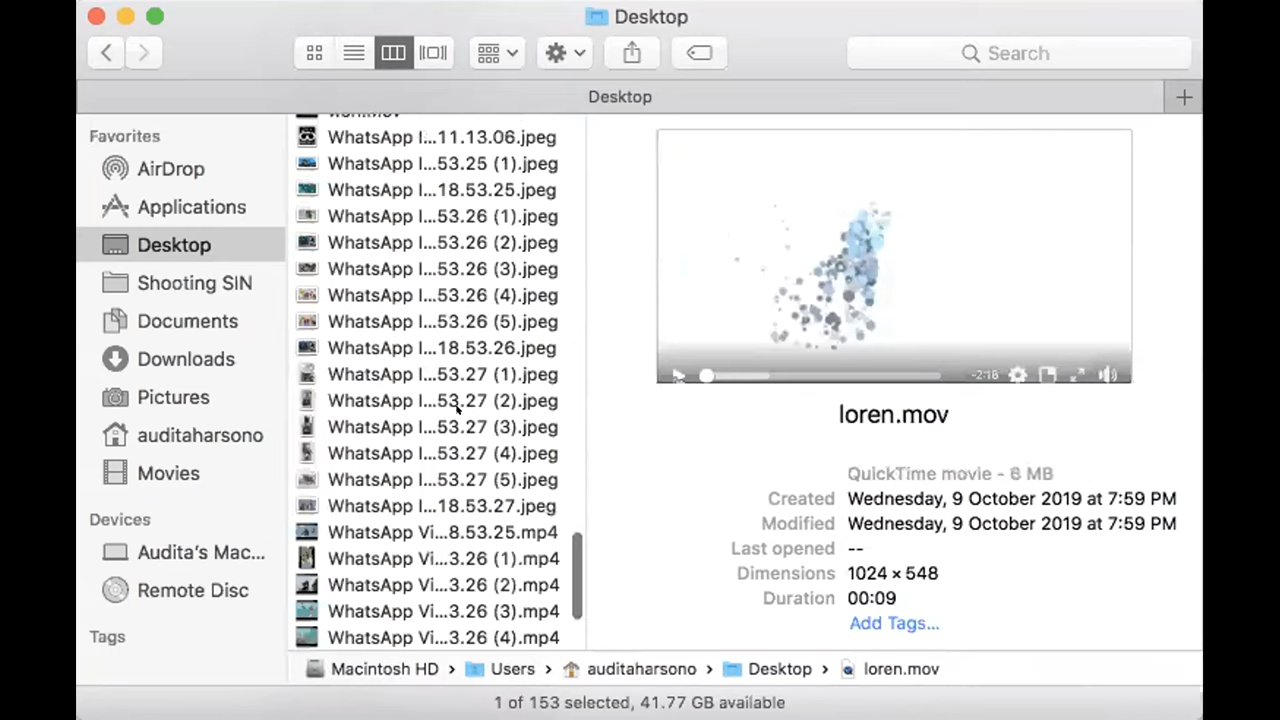 Desktop
Search
Desktop
Favorites
AirDrop
Applications
Desktop
Shooting SIN
Documents
Downloads
Pictures
auditaharsono
Movies
Devices
Audita's Mac...
Remote Disc
Tags
WhatsApp I...11.13.06.jpeg
WhatsApp I...53.25 (1).jpeg
WhatsApp I...18.53.25.jpeg
WhatsApp I...53.26 (1).jpeg
WhatsApp I...53.26 (2).jpeg
WhatsApp I...53.26 (3).jpeg
WhatsApp I...53.26 (4).jpeg
WhatsApp I...53.26 (5).jpeg
WhatsApp I...18.53.26.jpeg
WhatsApp I...53.27 (1).jpeg
WhatsApp I...53.27 (2).jpeg
WhatsApp I...53.27 (3).jpeg
WhatsApp I...53.27 (4).jpeg
WhatsApp I...53.27 (5).jpeg
WhatsApp I...18.53.27.jpeg
WhatsApp Vi...8.53.25.mp4
WhatsApp Vi...3.26 (1).mp4
WhatsApp Vi...3.26 (2).mp4
WhatsApp Vi...3.26 (3).mp4
WhatsApp Vi...3.26 (4).mp4
-2:18
loren.mov
QuickTime movie - 6 MB
Created Wednesday, 9 October 2019 at 7:59 PM
Modified Wednesday, 9 October 2019 at 7:59 PM
Last opened --
Dimensions 1024 × 548
Duration 00:09
Add Tags...
Macintosh HD › Users › auditaharsono › Desktop › loren.mov
1 of 153 selected, 41.77 GB available